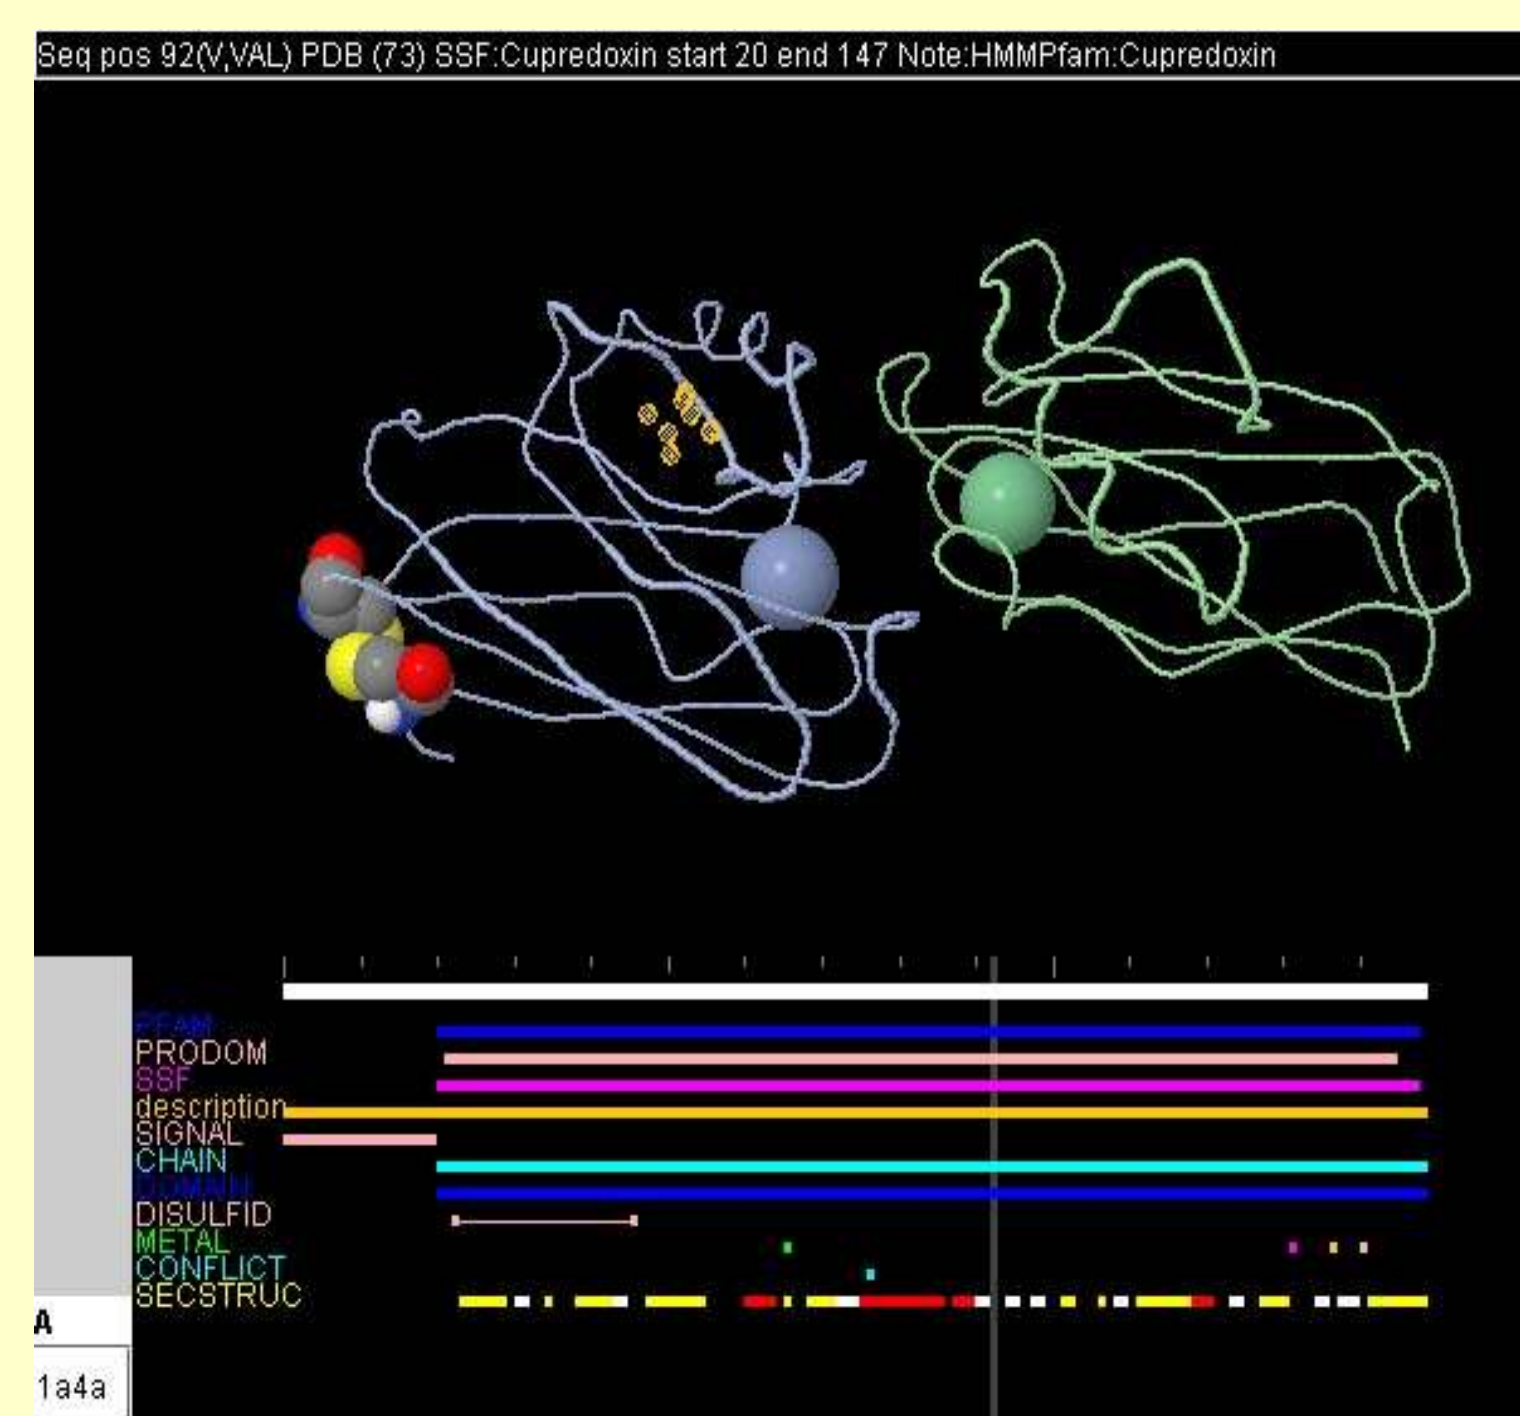 Seq pos 92(V,VAL) PDB (73) SSF:Cupredoxin start 20 end 147 Note:HMMPfam:Cupredoxin
PFAM
PRODOM
SSF
description
SIGNAL
CHAIN
DOMAIN
DISULFID
METAL
CONFLICT
SECSTRUC
A
1a4a